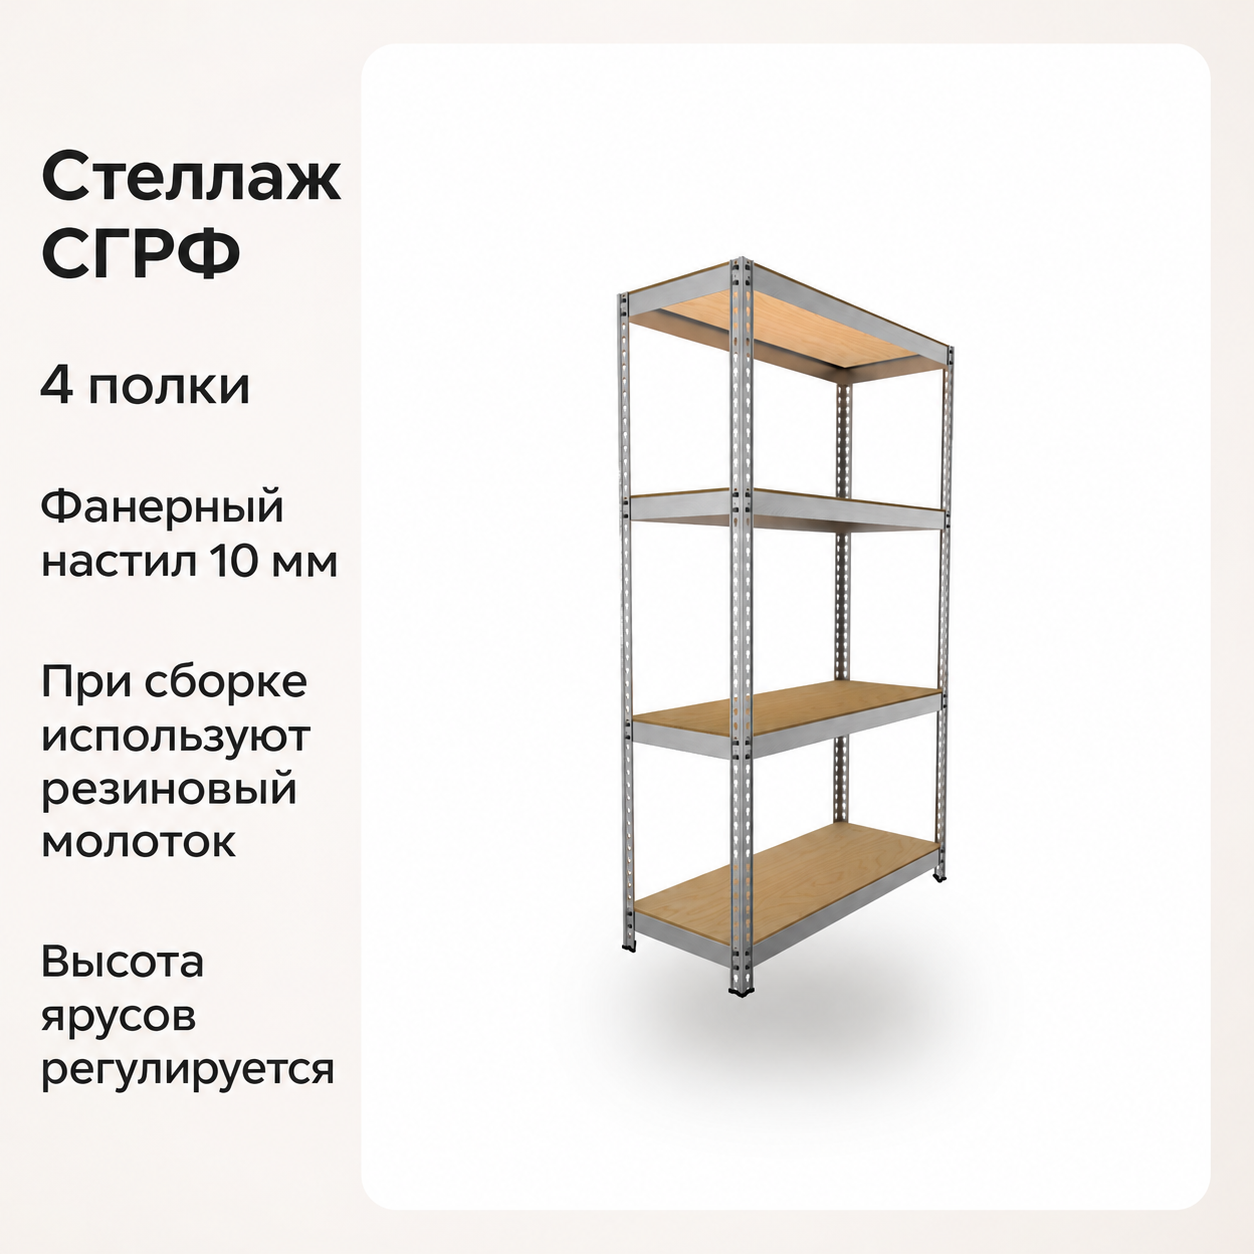 Стеллаж
СГРФ
4 полки
Фанерный
настил 10 мм
При сборке
используют
резиновый
молоток
Высота
ярусов
регулируется